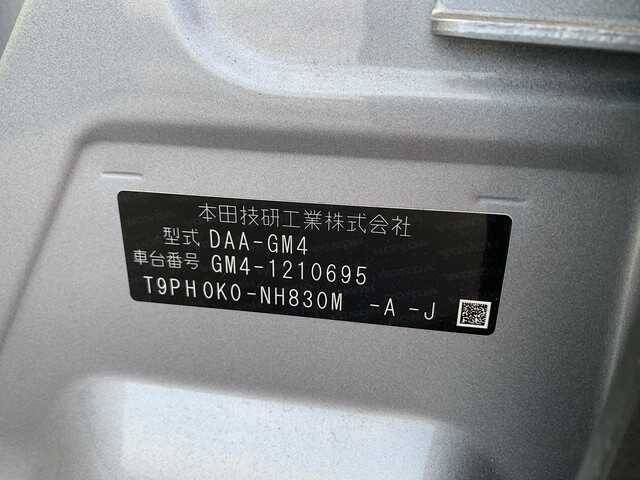 本田技研工業株式会社
型式 DAA-GM4
車台番号 GM4-1210695
T9PH0K0-NH830M -A -J